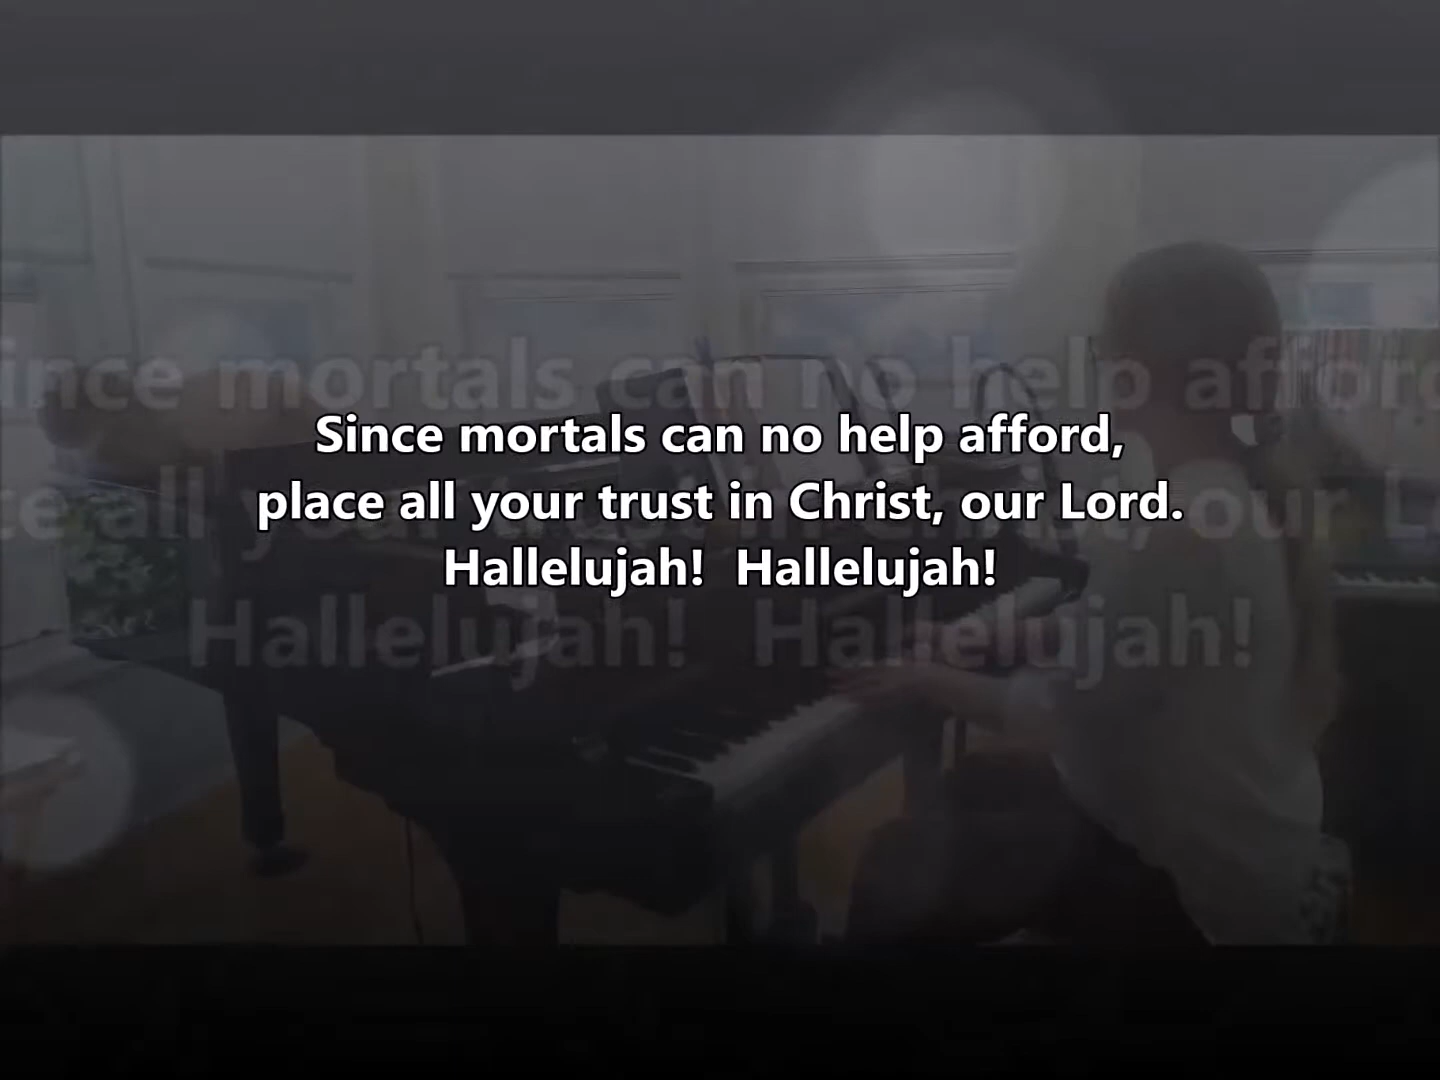 Since mortals can no help afford,
place all your trust in Christ, our Lord.
Hallelujah!  Hallelujah!